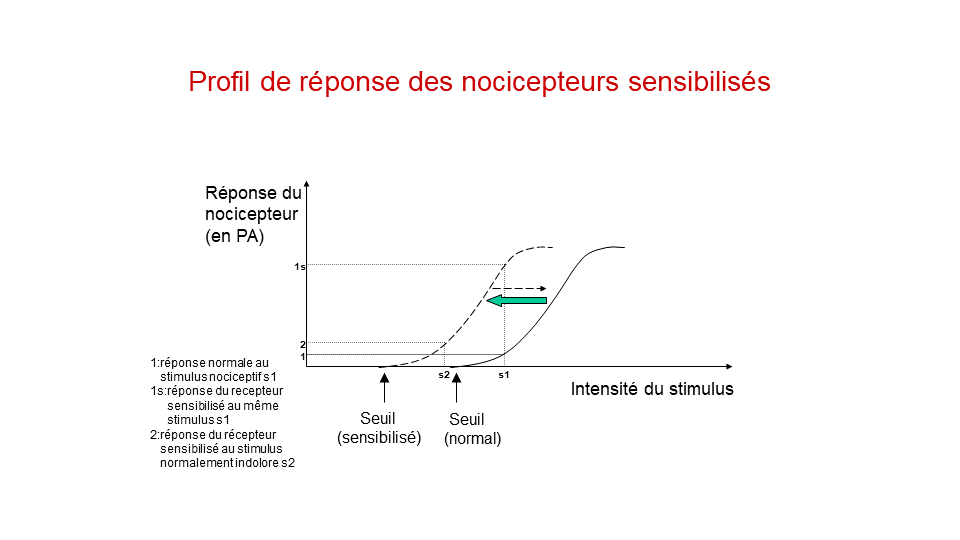 Profil de réponse des nocicepteurs sensibilisés
Réponse du
nocicepteur
(en PA)
1s
2
1
s2
s1
Intensité du stimulus
Seuil
(sensibilisé)
Seuil
(normal)
1:réponse normale au
stimulus nociceptif s1
1s:réponse du recepteur
sensibilisé au même
stimulus s1
2:réponse du récepteur
sensibilisé au stimulus
normalement indolore s2